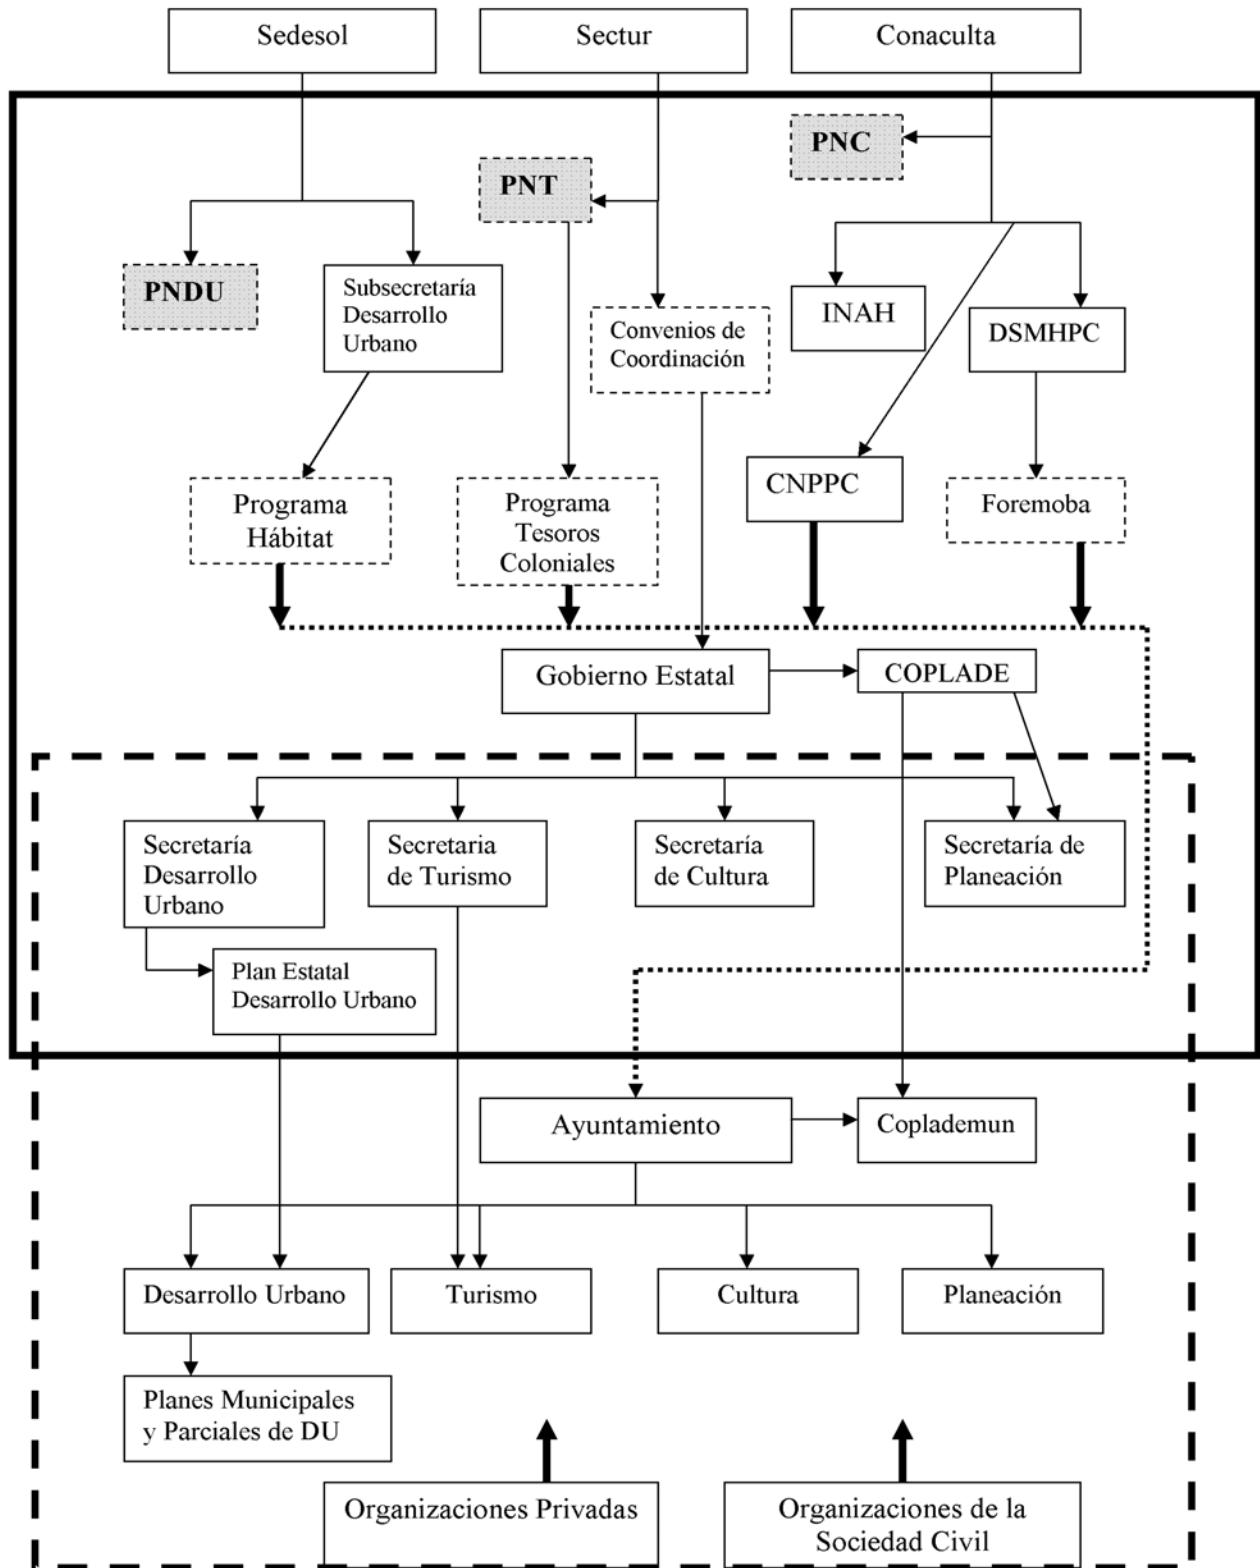 Sedesol
Sectur
Conaculta
PNC
PNT
PNDU
Subsecretaría
Desarrollo
Urbano
Convenios de
Coordinación
INAH
DSMHPC
Programa
Hábitat
Programa
Tesoros
Coloniales
CNPPC
Foremoba
Gobierno Estatal
COPLADE
Secretaría
Desarrollo
Urbano
Secretaria
de Turismo
Secretaría
de Cultura
Secretaría de
Planeación
Plan Estatal
Desarrollo Urbano
Ayuntamiento
Coplademun
Desarrollo Urbano
Turismo
Cultura
Planeación
Planes Municipales
y Parciales de DU
Organizaciones Privadas
Organizaciones de la
Sociedad Civil